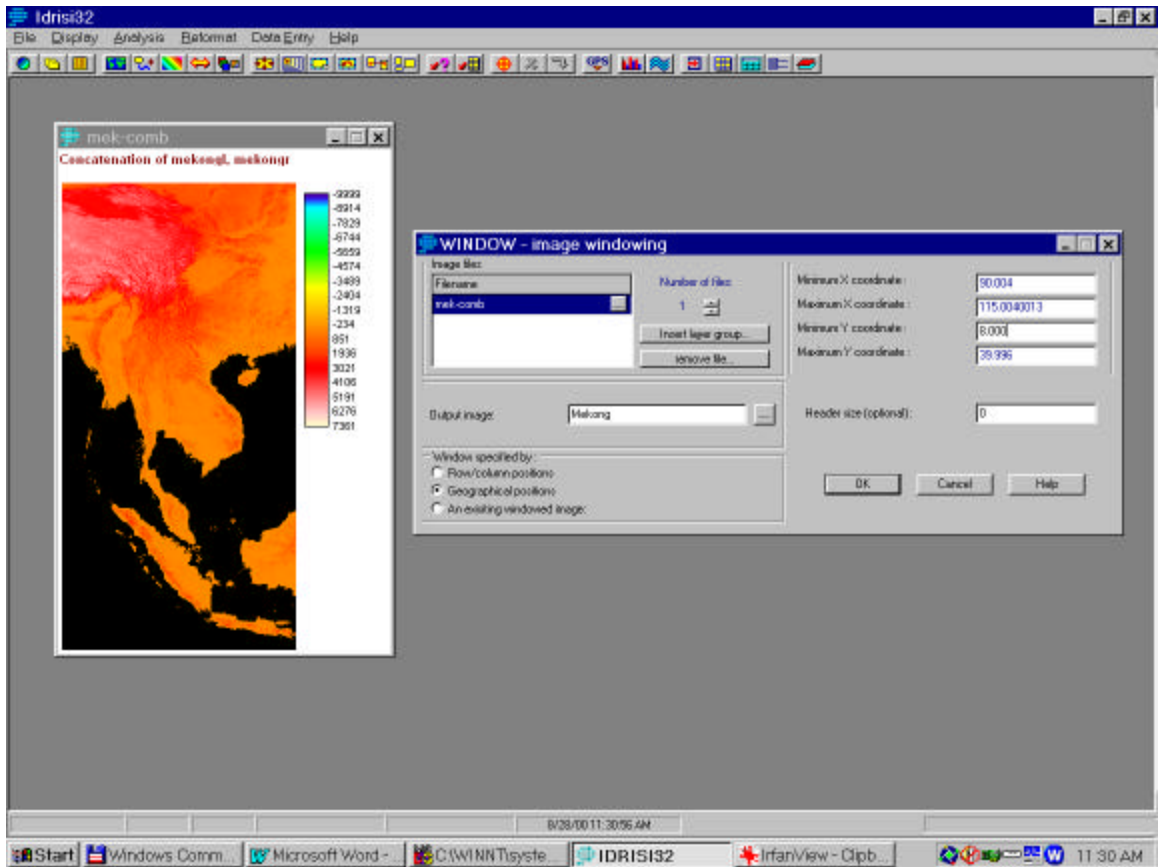 Idrisi32
File Display Analysis Reformat Data Entry Help
GPS
mek-comb
Concatenation of mekongl, mekongr
-9999
-8914
-7829
-6744
-5659
-4574
-3489
-2404
-1319
-234
851
1936
3021
4106
5191
6276
7361
WINDOW - image windowing
Image files:
Filename
mek-comb
Number of files:
1
Insert layer group...
remove file...
Output image:
Mekong
...
Window specified by:
Row/column positions
Geographical positions
An existing windowed image:
Minimum X coordinate :
90.004
Maximum X coordinate :
115.0040013
Minimum Y coordinate :
8.000
Maximum Y coordinate :
39.996
Header size (optional):
0
OK
Cancel
Help
8/28/00 11:30:56 AM
Start
Windows Comm...
Microsoft Word - ...
C:\WINNT\syste...
IDRISI32
IrfanView - Clipb...
11:30 AM